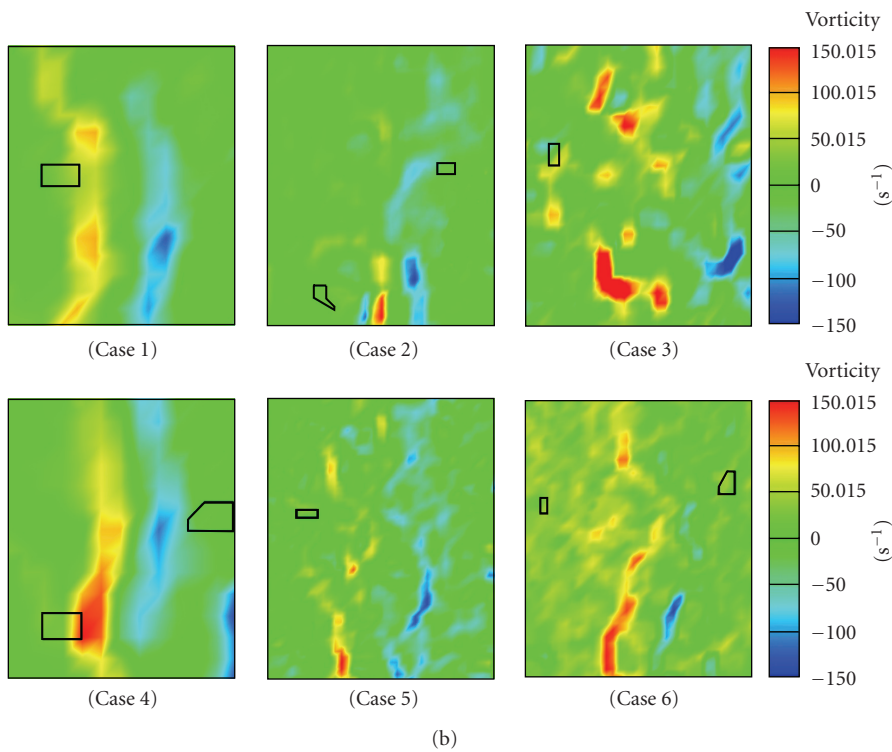 Vorticity
150.015
100.015
50.015
0
−50
−100
−150
(s−1)
(Case 1)
(Case 2)
(Case 3)
Vorticity
150.015
100.015
50.015
0
−50
−100
−150
(s−1)
(Case 4)
(Case 5)
(Case 6)
(b)